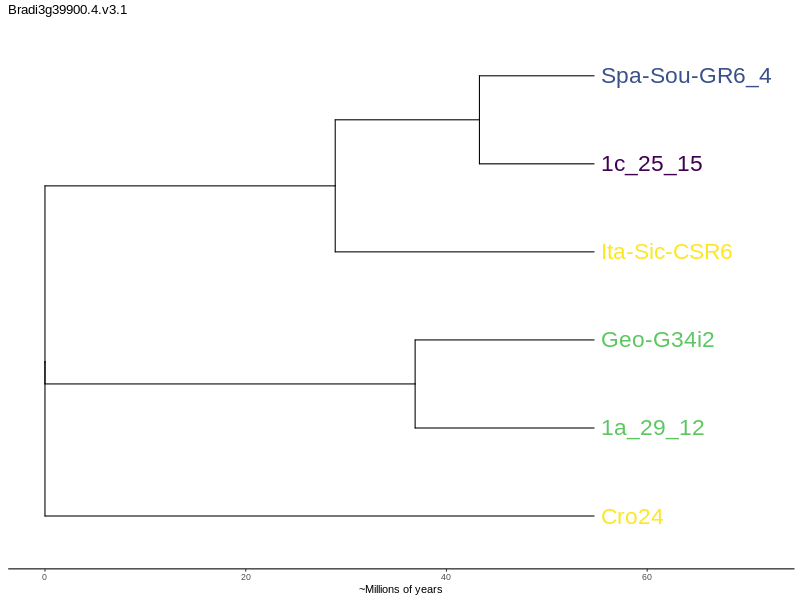 Bradi3g39900.4.v3.1
Spa-Sou-GR6_4
1c_25_15
Ita-Sic-CSR6
Geo-G34i2
1a_29_12
Cro24
0 20 40 60
~Millions of years